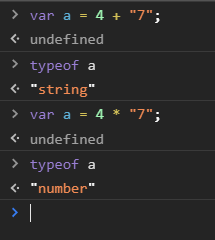 > var a = 4 + "7";
< undefined
> typeof a
< "string"
> var a = 4 * "7";
< undefined
> typeof a
< "number"
>